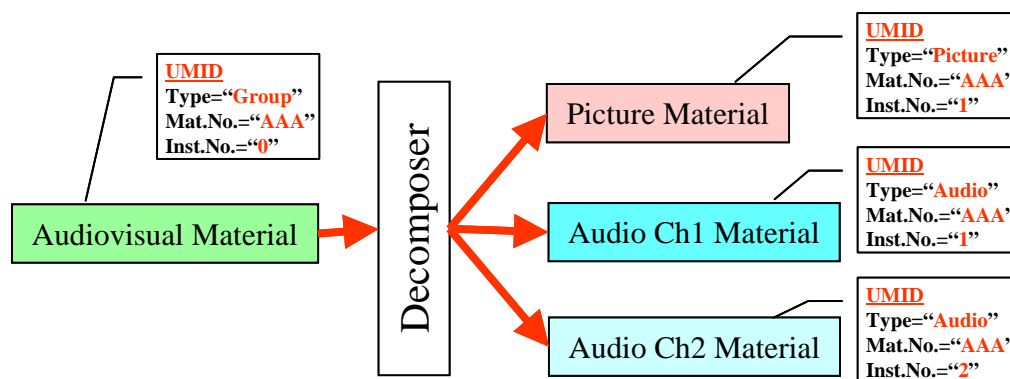 UMID
Type=“Group”
Mat.No.=“AAA”
Inst.No.=“0”
Audiovisual Material
Decomposer
UMID
Type=“Picture”
Mat.No.=“AAA”
Inst.No.=“1”
Picture Material
UMID
Type=“Audio”
Mat.No.=“AAA”
Inst.No.=“1”
Audio Ch1 Material
UMID
Type=“Audio”
Mat.No.=“AAA”
Inst.No.=“2”
Audio Ch2 Material